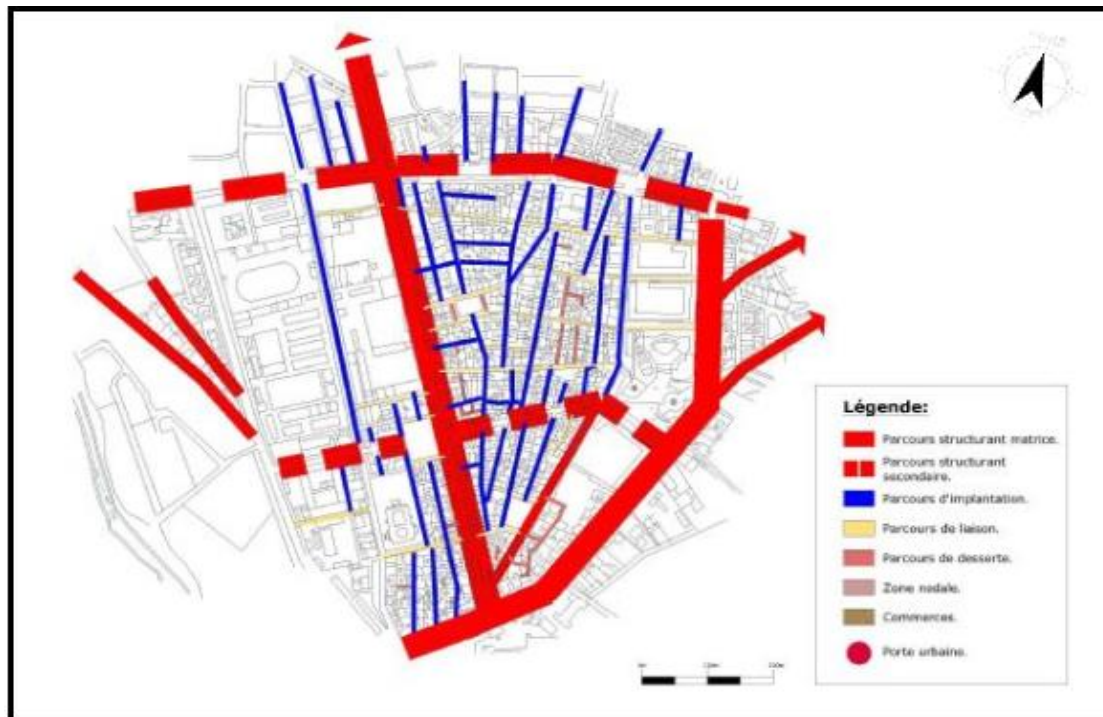 Légende:
Parcours structurant matrice.
Parcours structurant
secondaire.
Parcours d'implantation.
Parcours de liaison.
Parcours de desserte.
Zone nodale.
Commerces.
Porte urbaine.